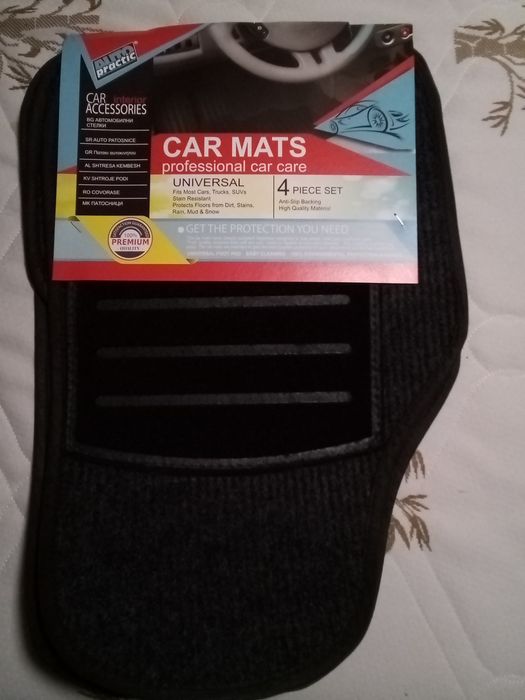 AUTO
practic
CAR interior
ACCESSORIES
BG АВТОМОБИЛНИ
СТЕЛКИ
SR AUTO PATOSNICE
GR Πατάκι αυτοκινήτου
AL SHTRESA KEMBESH
KV SHTROJE PODI
RO COVORASE
МК ПАТОСНИЦИ
CAR MATS
professional car care
UNIVERSAL
Fits Most Cars, Trucks, SUVs
Stain Resistant
Protects Floors from Dirt, Stains,
Rain, Mud & Snow
4 PIECE SET
Anti-Slip Backing
High Quality Material
100%
PREMIUM
QUALITY
GET THE PROTECTION YOU NEED